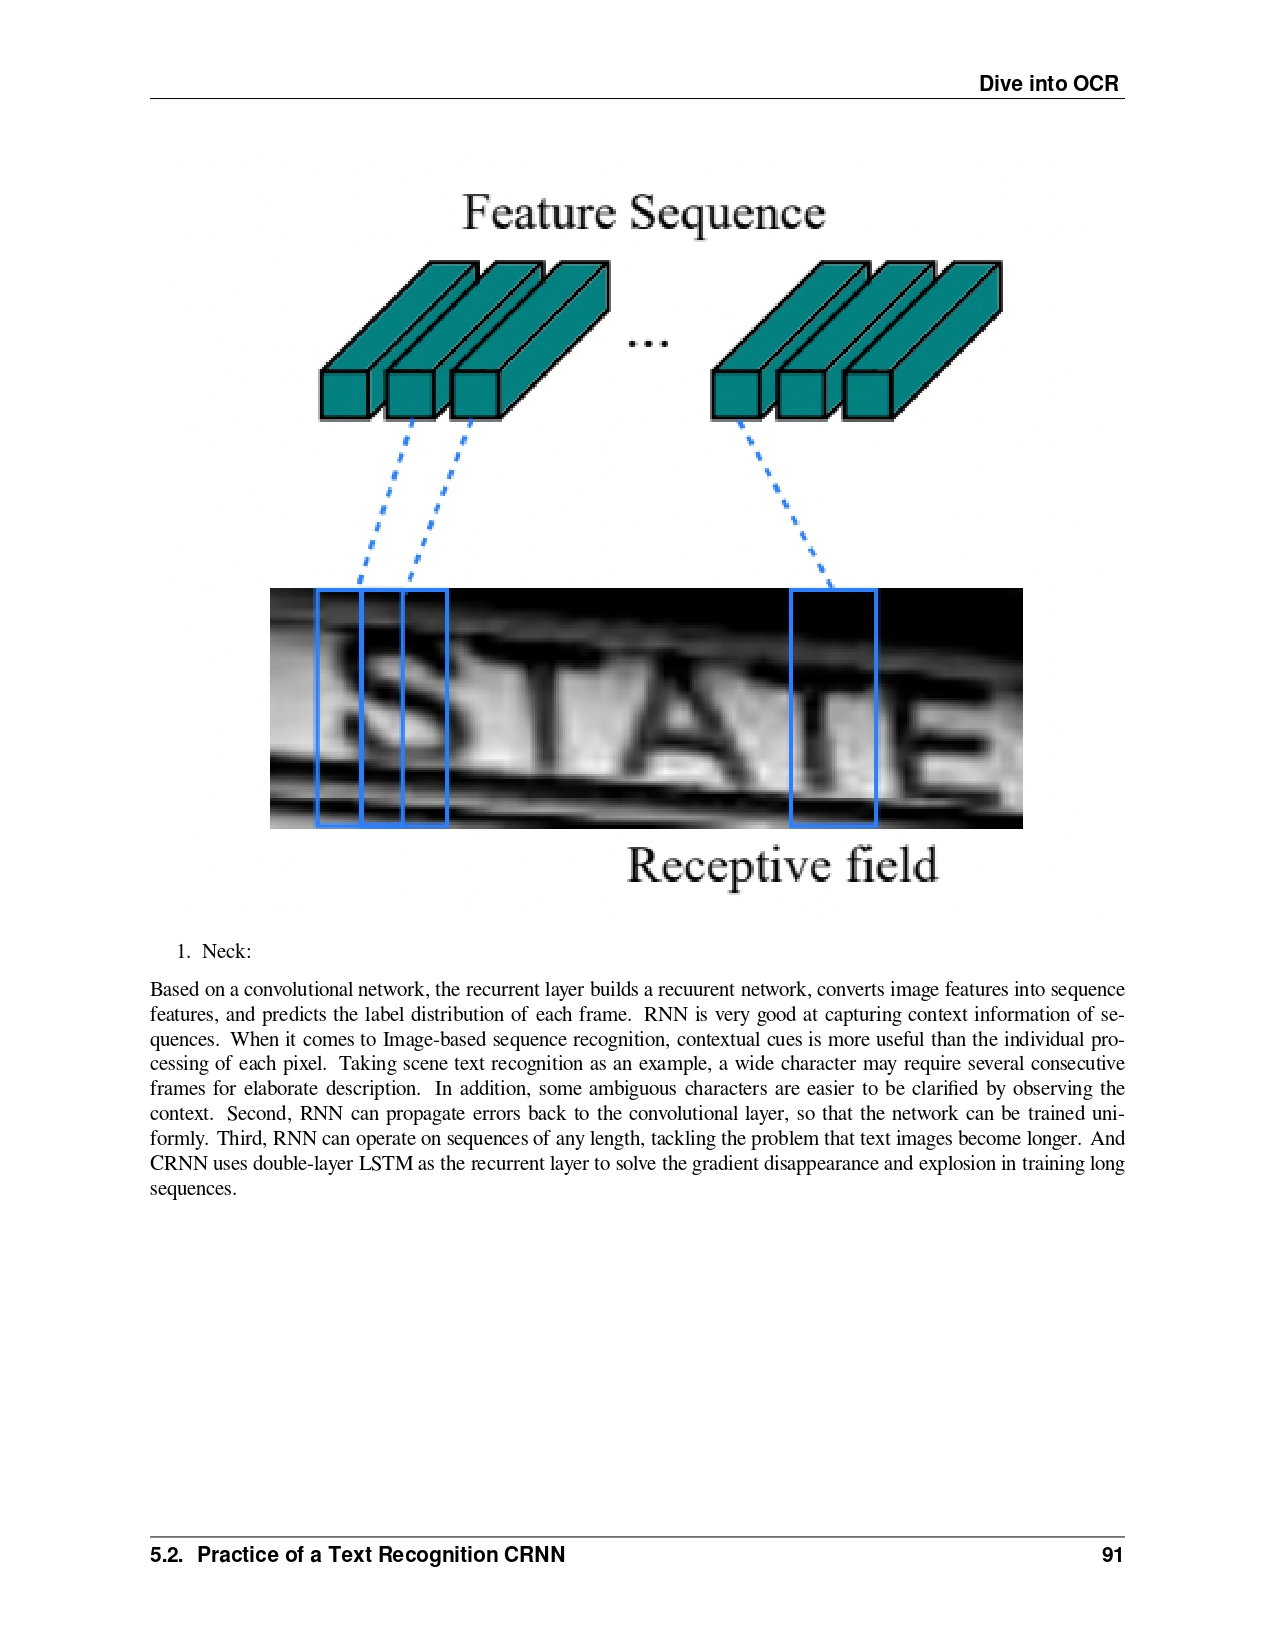 Dive into OCR
Feature Sequence
...
STATE
Receptive field
1. Neck:
Based on a convolutional network, the recurrent layer builds a recuurent network, converts image features into sequence
features, and predicts the label distribution of each frame. RNN is very good at capturing context information of se-
quences. When it comes to Image-based sequence recognition, contextual cues is more useful than the individual pro-
cessing of each pixel. Taking scene text recognition as an example, a wide character may require several consecutive
frames for elaborate description. In addition, some ambiguous characters are easier to be clarified by observing the
context. Second, RNN can propagate errors back to the convolutional layer, so that the network can be trained uni-
formly. Third, RNN can operate on sequences of any length, tackling the problem that text images become longer. And
CRNN uses double-layer LSTM as the recurrent layer to solve the gradient disappearance and explosion in training long
sequences.
5.2. Practice of a Text Recognition CRNN 91